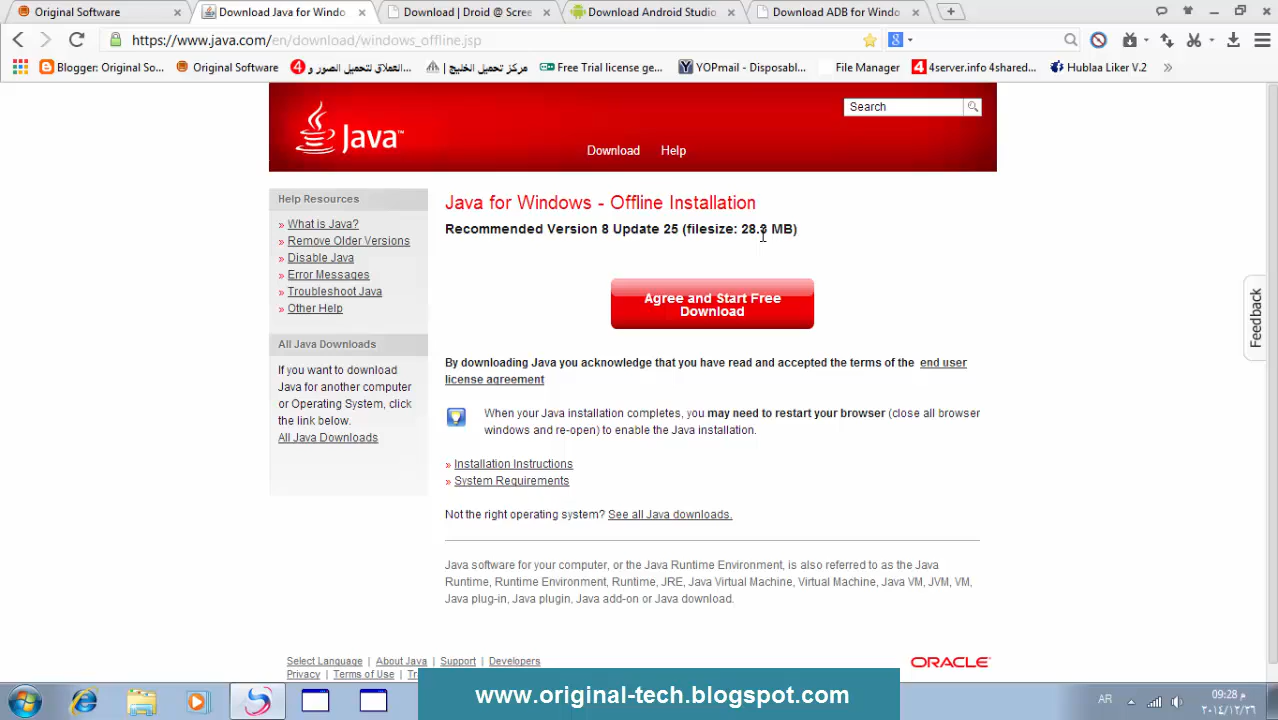 Original Software
Download Java for Windo
Download | Droid @ Scree
Download Android Studio
Download ADB for Windo
https://www.java.com/en/download/windows_offline.jsp
Blogger: Original So...
Original Software
العملاق لتحميل الصور و...
مركز تحميل الخليج |...
Free Trial license ge...
YOPmail - Disposabl...
File Manager
4server.info 4shared...
Hublaa Liker V.2
»
Java™
Search
Download Help
Help Resources
» What is Java?
» Remove Older Versions
» Disable Java
» Error Messages
» Troubleshoot Java
» Other Help
All Java Downloads
If you want to download
Java for another computer
or Operating System, click
the link below.
All Java Downloads
Java for Windows - Offline Installation
Recommended Version 8 Update 25 (filesize: MB)
Agree and Start Free
Download
By downloading Java you acknowledge that you have read and accepted the terms of the end user
license agreement
When your Java installation completes, you may need to restart your browser (close all browser
windows and re-open) to enable the Java installation.
» Installation Instructions
» System Requirements
Not the right operating system? See all Java downloads.
Java software for your computer, or the Java Runtime Environment, is also referred to as the Java
Runtime, Runtime Environment, Runtime, JRE, Java Virtual Machine, Virtual Machine, Java VM, JVM, VM,
Java plug-in, Java plugin, Java add-on or Java download.
Feedback
Select Language | About Java | Support | Developers
Privacy | Terms of Use |
ORACLE
www.original-tech.blogspot.com
AR
09:28 م
٢٠١٤/١٢/٢٦